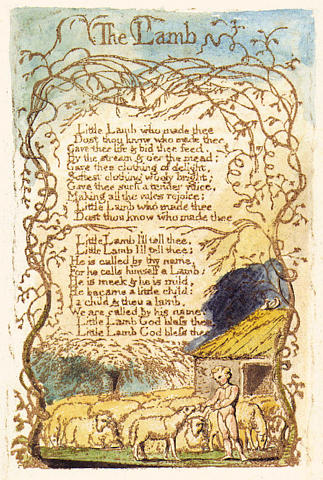 The Lamb
Little Lamb who made thee
Dost thou know who made thee
Gave thee life & bid thee feed.
By the stream & o'er the mead;
Gave thee clothing of delight,
Softest clothing wooly bright;
Gave thee such a tender voice,
Making all the vales rejoice:
Little Lamb who made thee
Dost thou know who made thee
Little Lamb I'll tell thee,
Little Lamb I'll tell thee;
He is called by thy name,
For he calls himself a Lamb:
He is meek & he is mild,
He became a little child:
I a child & thou a lamb,
We are called by his name.
Little Lamb God bless thee.
Little Lamb God bless thee.